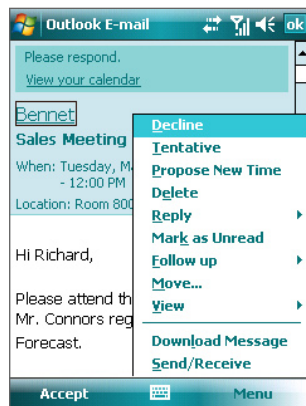 Outlook E-mail ok
Please respond.
View your calendar
Bennet
Sales Meeting
When: Tuesday,
- 12:00 PM
Location: Room 800
Hi Richard,
Please attend th
Mr. Connors reg
Forecast.
Decline
Tentative
Propose New Time
Delete
Reply
Mark as Unread
Follow up
Move...
View
Download Message
Send/Receive
Accept Menu